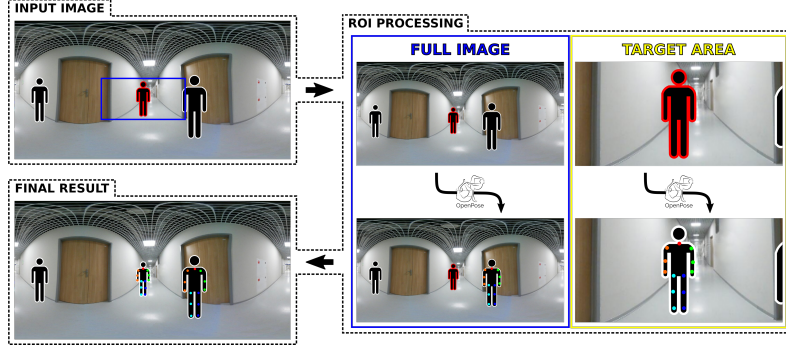 INPUT IMAGE
ROI PROCESSING
FULL IMAGE
TARGET AREA
OpenPose
OpenPose
FINAL RESULT